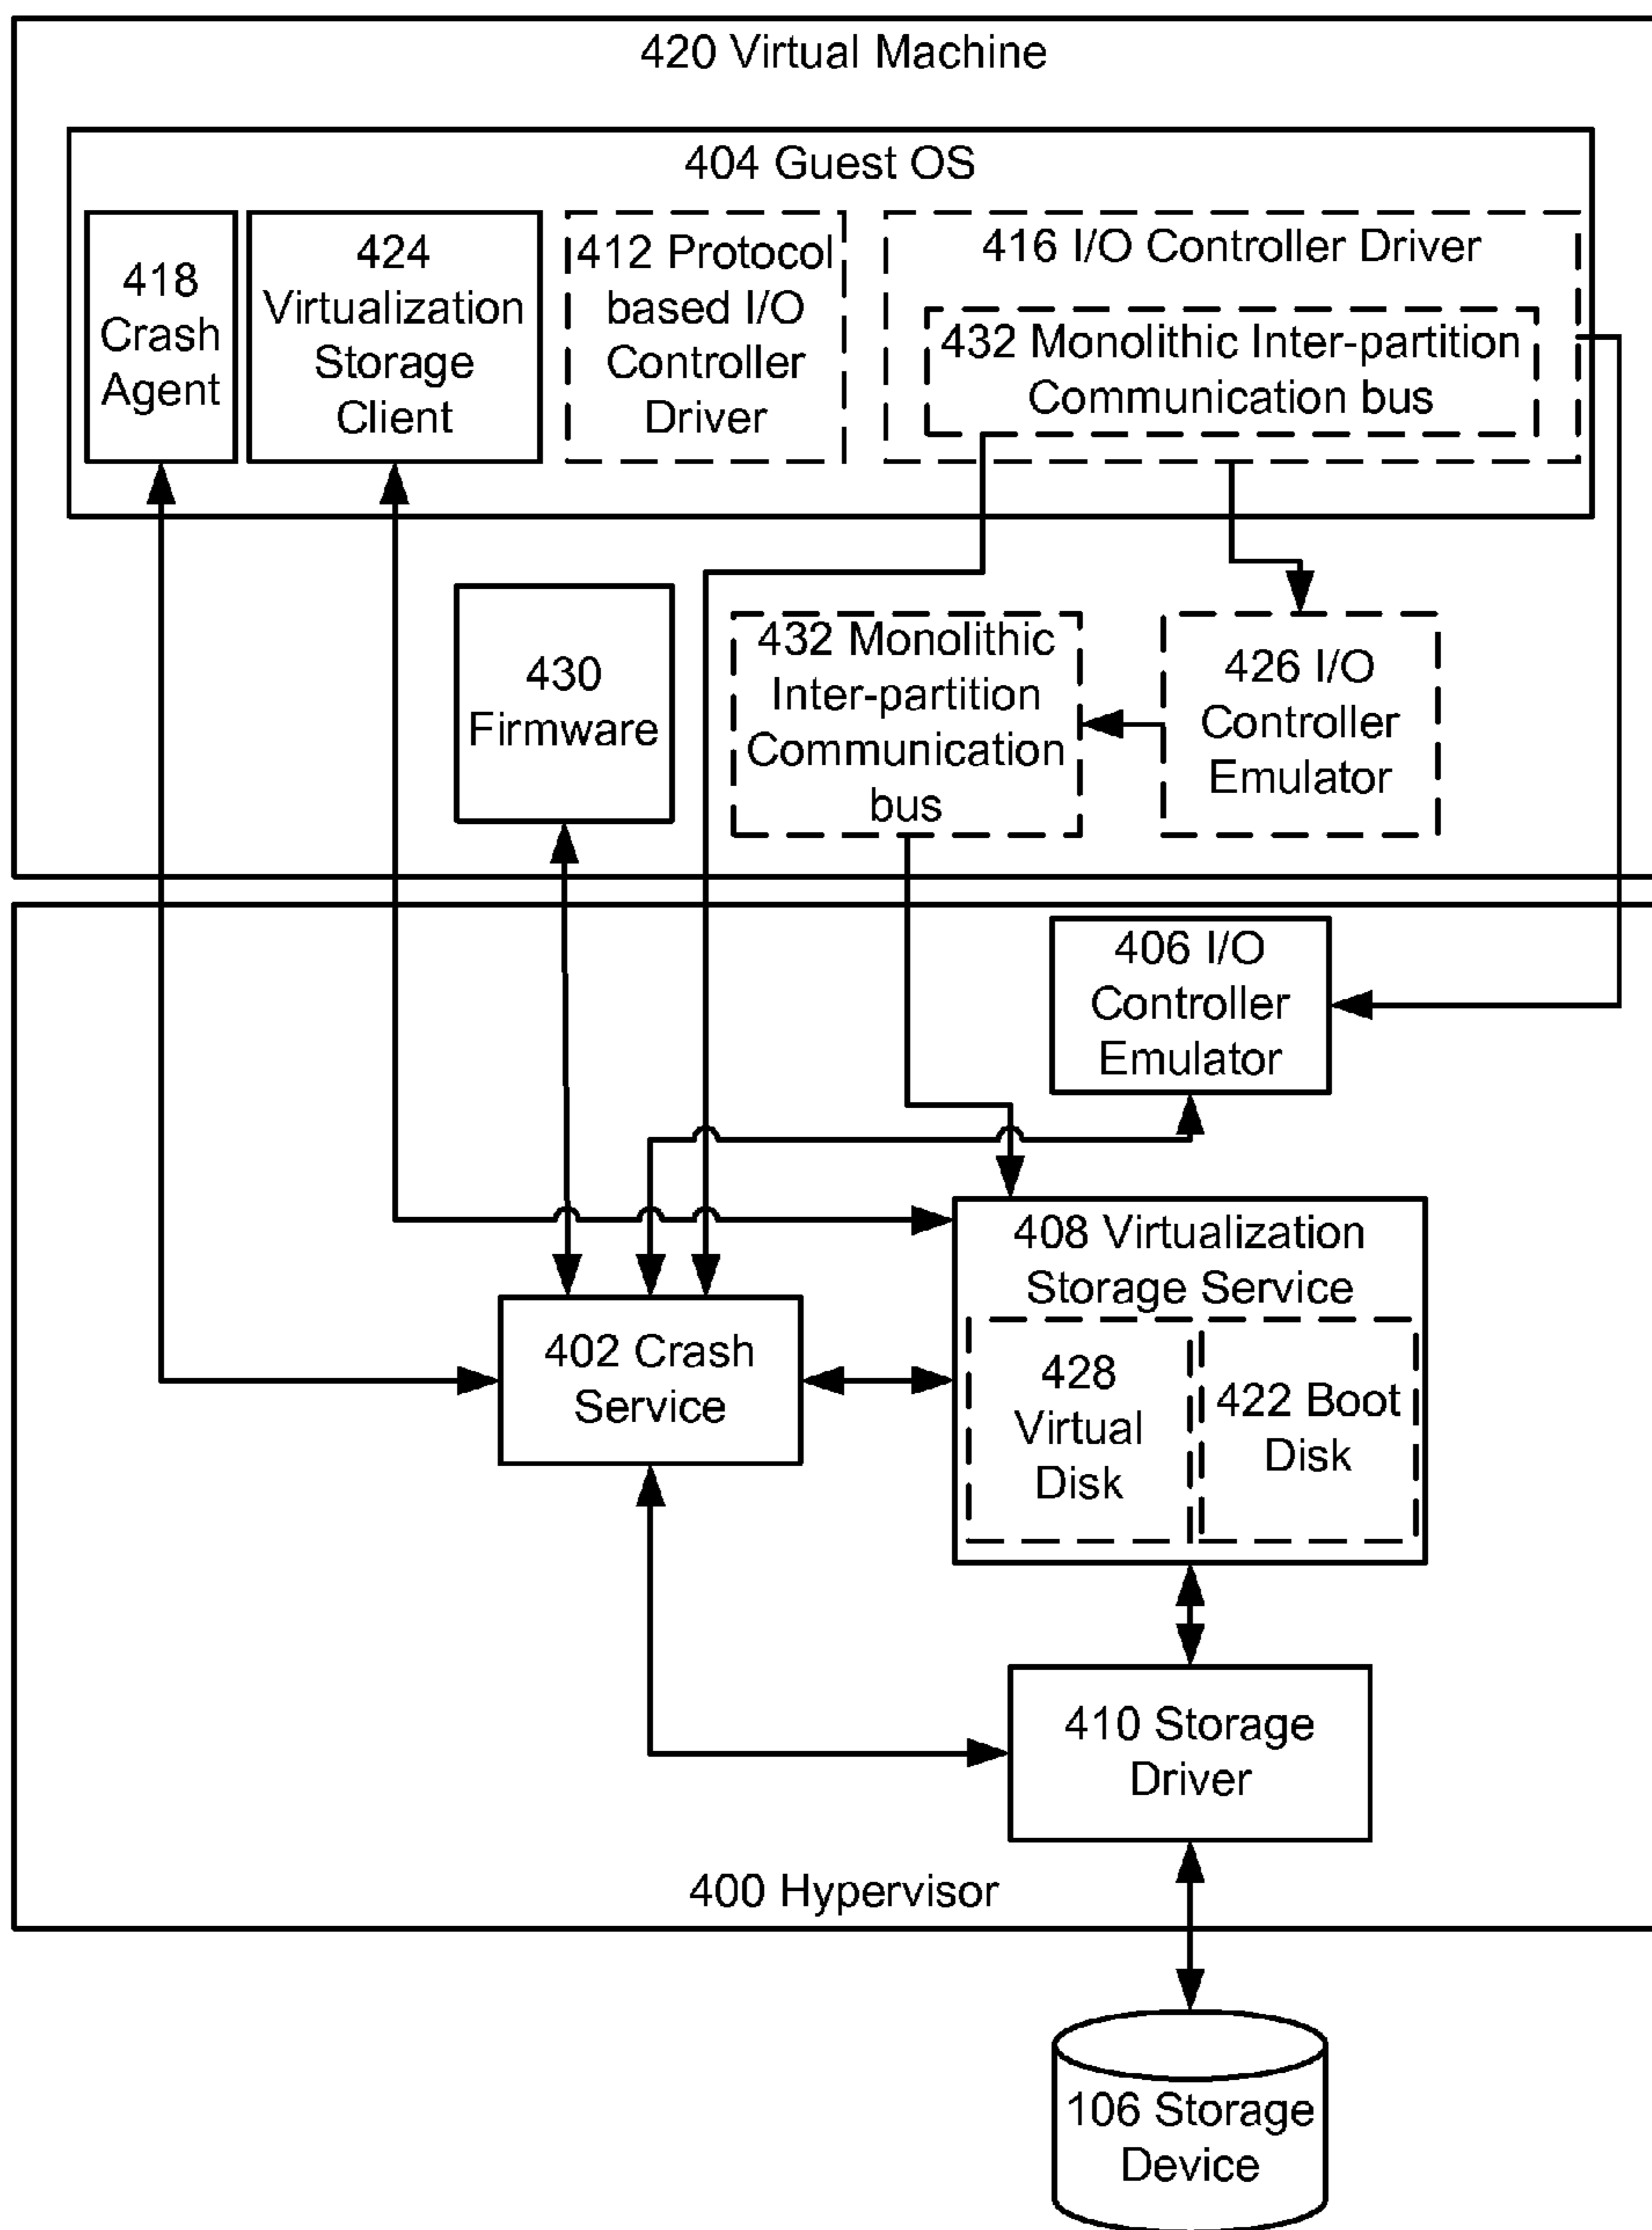 420 Virtual Machine
404 Guest OS
418
Crash
Agent
424
Virtualization
Storage
Client
412 Protocol
based I/O
Controller
Driver
416 I/O Controller Driver
432 Monolithic Inter-partition
Communication bus
430
Firmware
432 Monolithic
Inter-partition
Communication
bus
426 I/O
Controller
Emulator
406 I/O
Controller
Emulator
408 Virtualization
Storage Service
402 Crash
Service
428
Virtual
Disk
422 Boot
Disk
410 Storage
Driver
400 Hypervisor
106 Storage
Device